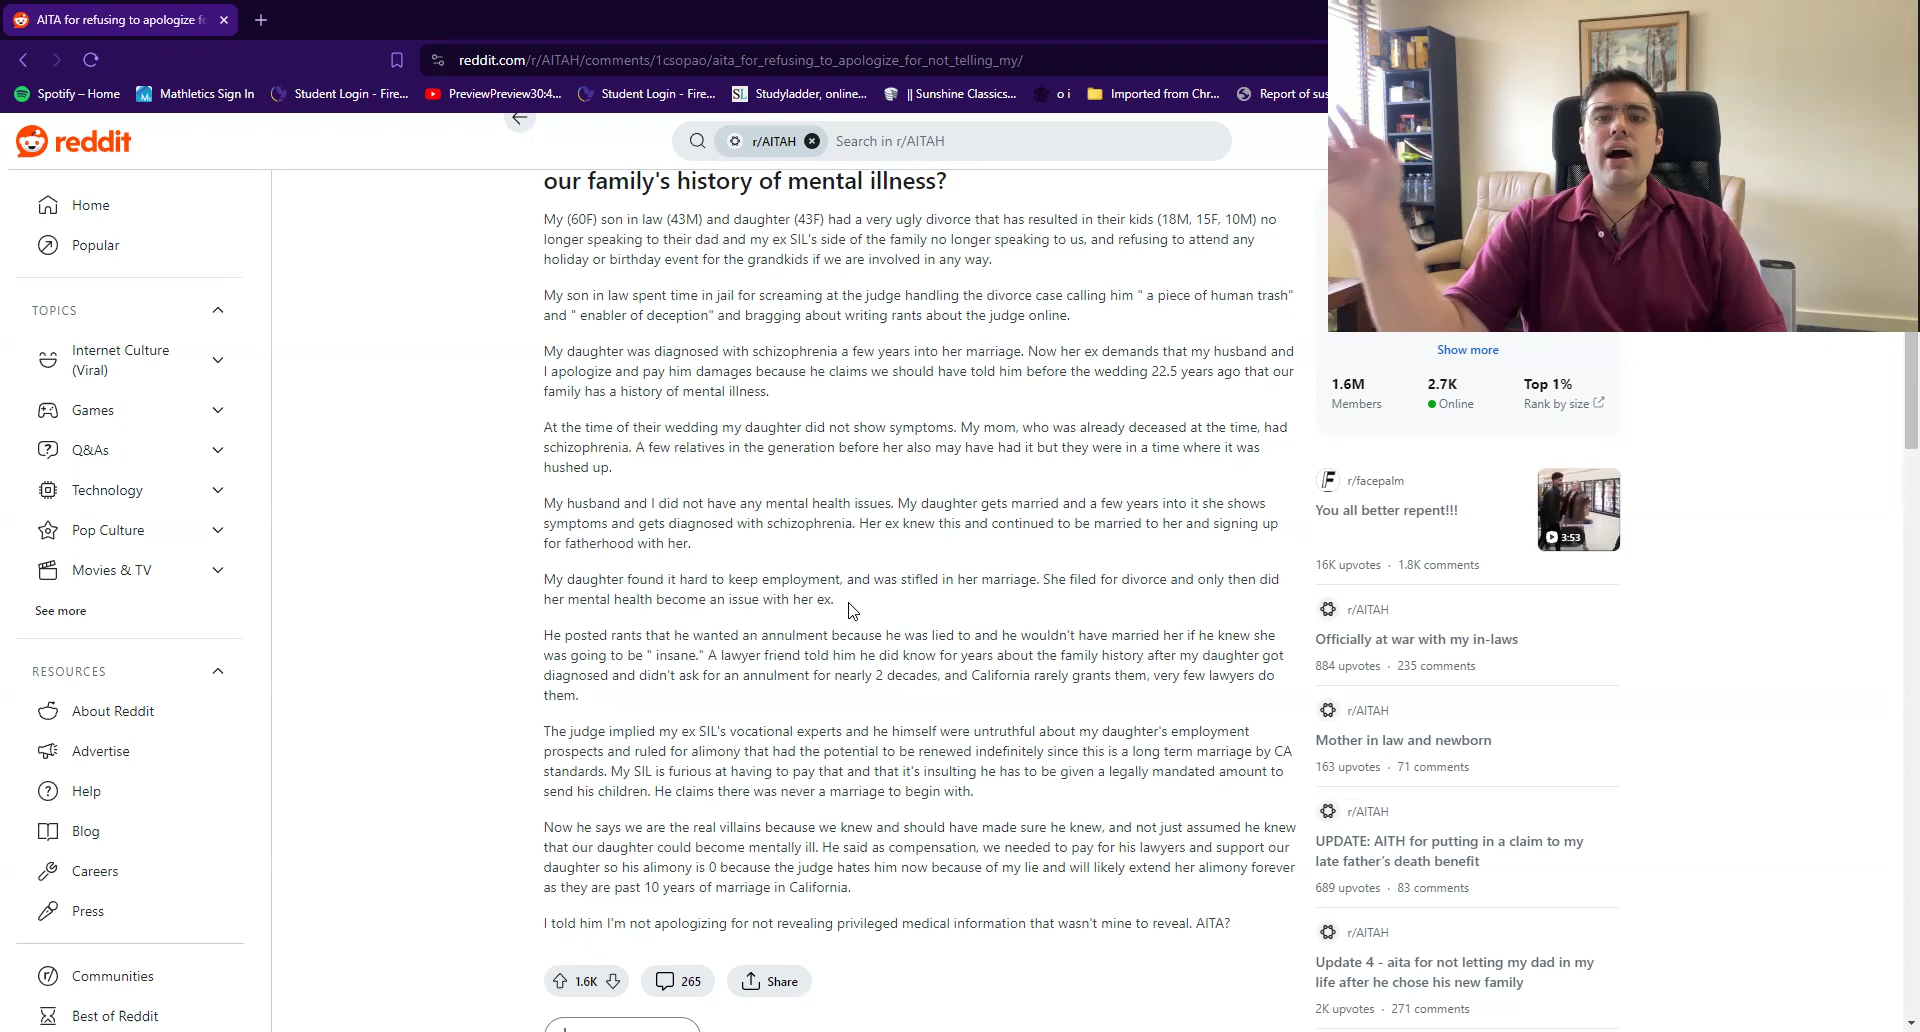 AITA for refusing to apologize fo
reddit.com/r/AITAH/comments/1csopao/aita_for_refusing_to_apologize_for_not_telling_my/
Spotify – Home
Mathletics Sign In
Student Login - Fire...
PreviewPreview30:4...
Student Login - Fire...
SL Studyladder, online...
|| Sunshine Classics...
o i
Imported from Chr...
Report of sus
reddit
r/AITAH
Search in r/AITAH
Home
Popular
TOPICS
Internet Culture
(Viral)
Games
Q&As
Technology
Pop Culture
Movies & TV
See more
RESOURCES
About Reddit
Advertise
Help
Blog
Careers
Press
Communities
Best of Reddit
our family's history of mental illness?
My (60F) son in law (43M) and daughter (43F) had a very ugly divorce that has resulted in their kids (18M, 15F, 10M) no
longer speaking to their dad and my ex SIL's side of the family no longer speaking to us, and refusing to attend any
holiday or birthday event for the grandkids if we are involved in any way.
My son in law spent time in jail for screaming at the judge handling the divorce case calling him " a piece of human trash"
and " enabler of deception" and bragging about writing rants about the judge online.
My daughter was diagnosed with schizophrenia a few years into her marriage. Now her ex demands that my husband and
I apologize and pay him damages because he claims we should have told him before the wedding 22.5 years ago that our
family has a history of mental illness.
At the time of their wedding my daughter did not show symptoms. My mom, who was already deceased at the time, had
schizophrenia. A few relatives in the generation before her also may have had it but they were in a time where it was
hushed up.
My husband and I did not have any mental health issues. My daughter gets married and a few years into it she shows
symptoms and gets diagnosed with schizophrenia. Her ex knew this and continued to be married to her and signing up
for fatherhood with her.
My daughter found it hard to keep employment, and was stifled in her marriage. She filed for divorce and only then did
her mental health become an issue with her ex.
He posted rants that he wanted an annulment because he was lied to and he wouldn't have married her if he knew she
was going to be " insane." A lawyer friend told him he did know for years about the family history after my daughter got
diagnosed and didn't ask for an annulment for nearly 2 decades, and California rarely grants them, very few lawyers do
them.
The judge implied my ex SIL's vocational experts and he himself were untruthful about my daughter's employment
prospects and ruled for alimony that had the potential to be renewed indefinitely since this is a long term marriage by CA
standards. My SIL is furious at having to pay that and that it's insulting he has to be given a legally mandated amount to
send his children. He claims there was never a marriage to begin with.
Now he says we are the real villains because we knew and should have made sure he knew, and not just assumed he knew
that our daughter could become mentally ill. He said as compensation, we needed to pay for his lawyers and support our
daughter so his alimony is 0 because the judge hates him now because of my lie and will likely extend her alimony forever
as they are past 10 years of marriage in California.
I told him I'm not apologizing for not revealing privileged medical information that wasn't mine to reveal. AITA?
1.6K
265
Share
Show more
1.6M
2.7K
Top 1%
Members
Online
Rank by size
r/facepalm
You all better repent!!!
3:53
16K upvotes · 1.8K comments
r/AITAH
Officially at war with my in-laws
884 upvotes · 235 comments
r/AITAH
Mother in law and newborn
163 upvotes · 71 comments
r/AITAH
UPDATE: AITH for putting in a claim to my
late father's death benefit
689 upvotes · 83 comments
r/AITAH
Update 4 - aita for not letting my dad in my
life after he chose his new family
2K upvotes · 271 comments